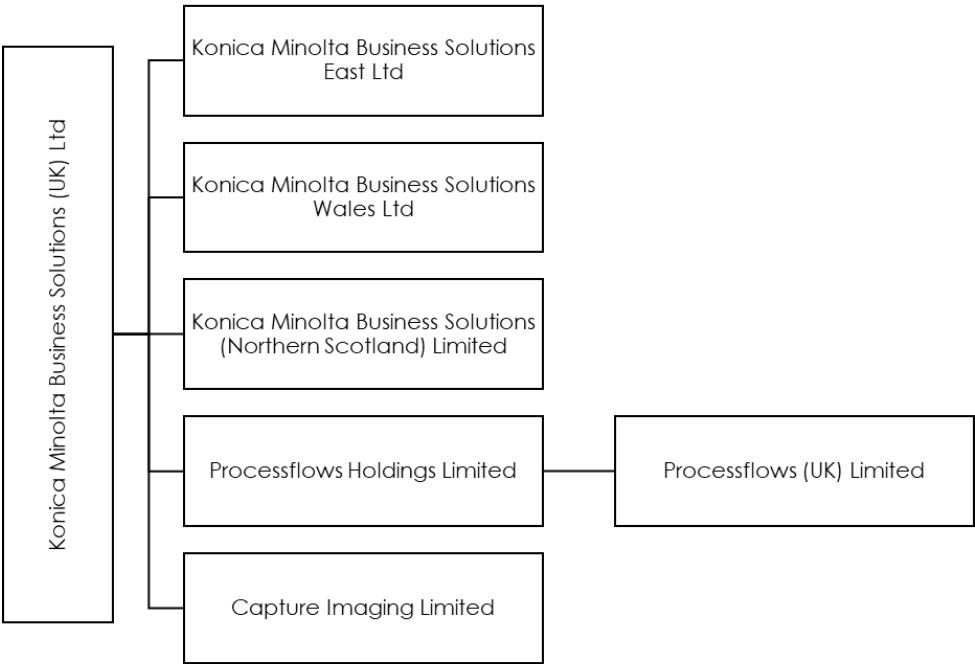 Konica Minolta Business Solutions (UK) Ltd
Konica Minolta Business Solutions
East Ltd
Konica Minolta Business Solutions
Wales Ltd
Konica Minolta Business Solutions
(Northern Scotland) Limited
Processflows Holdings Limited
Processflows (UK) Limited
Capture Imaging Limited